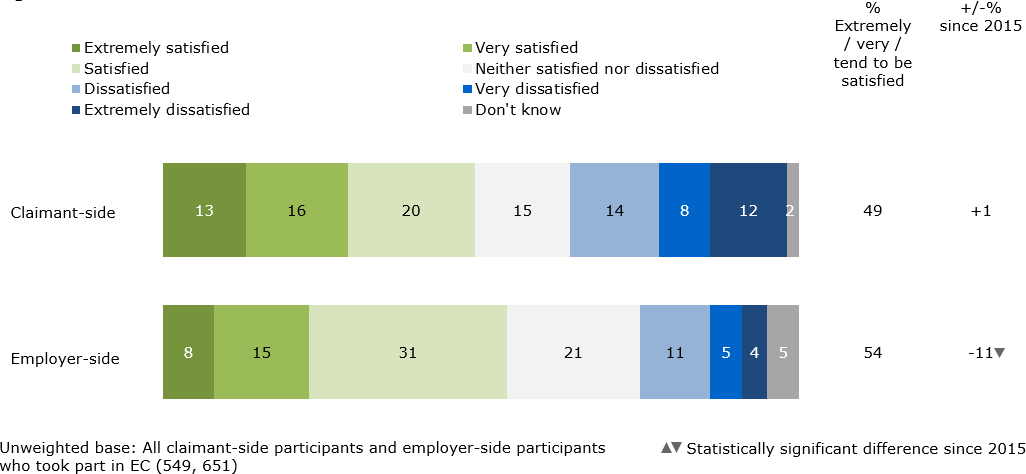 %
Extremely
/ very /
tend to be
satisfied
+/-%
since 2015
Extremely satisfied
Very satisfied
Satisfied
Neither satisfied nor dissatisfied
Dissatisfied
Very dissatisfied
Extremely dissatisfied
Don't know
Claimant-side
13
16
20
15
14
8
12
2
49
+1
Employer-side
8
15
31
21
11
5
4
5
54
-11▼
Unweighted base: All claimant-side participants and employer-side participants
who took part in EC (549, 651)
▲▼ Statistically significant difference since 2015